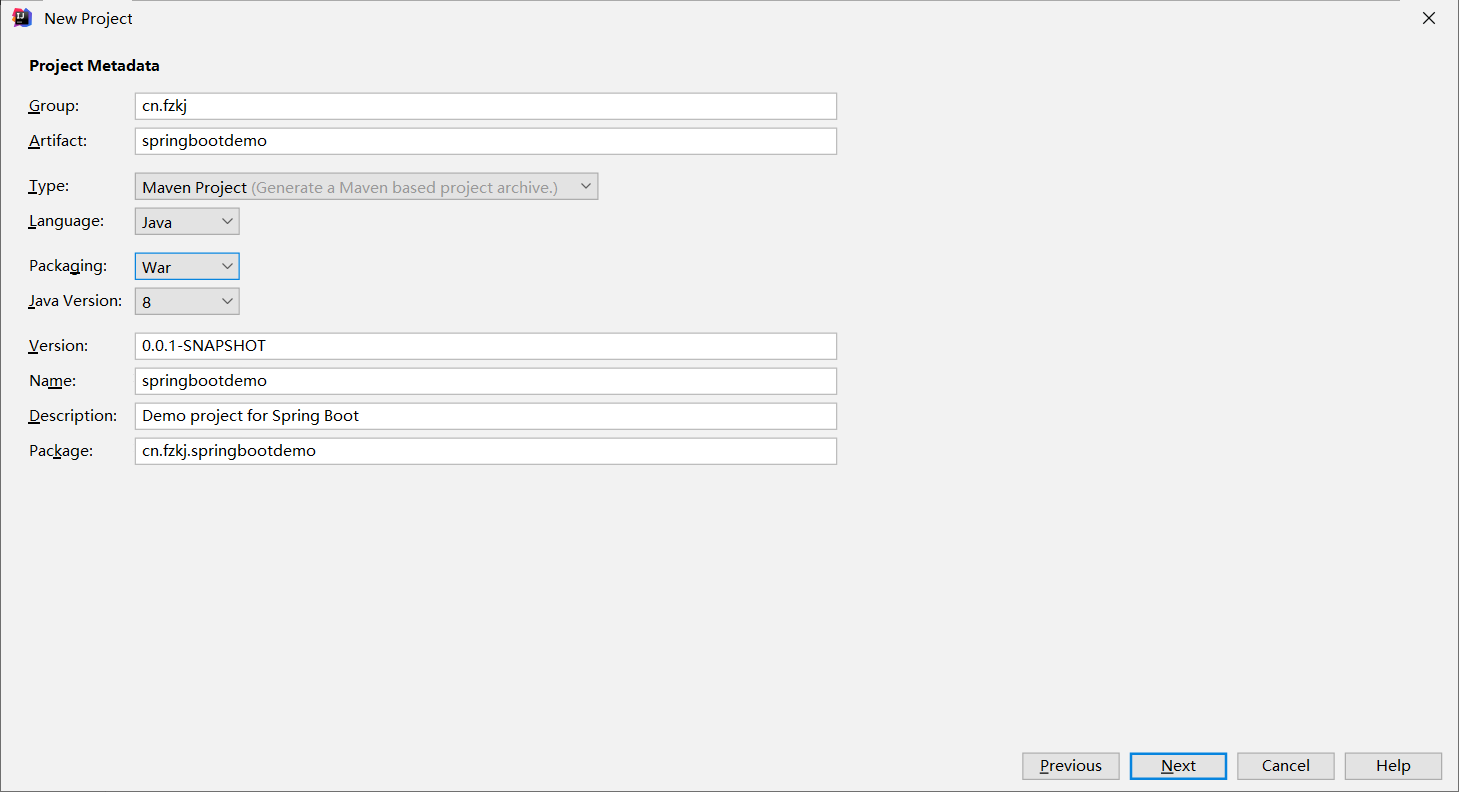 New Project
Project Metadata
Group: cn.fzkj
Artifact: springbootdemo
Type: Maven Project (Generate a Maven based project archive.)
Language: Java
Packaging: War
Java Version: 8
Version: 0.0.1-SNAPSHOT
Name: springbootdemo
Description: Demo project for Spring Boot
Package: cn.fzkj.springbootdemo
Previous Next Cancel Help